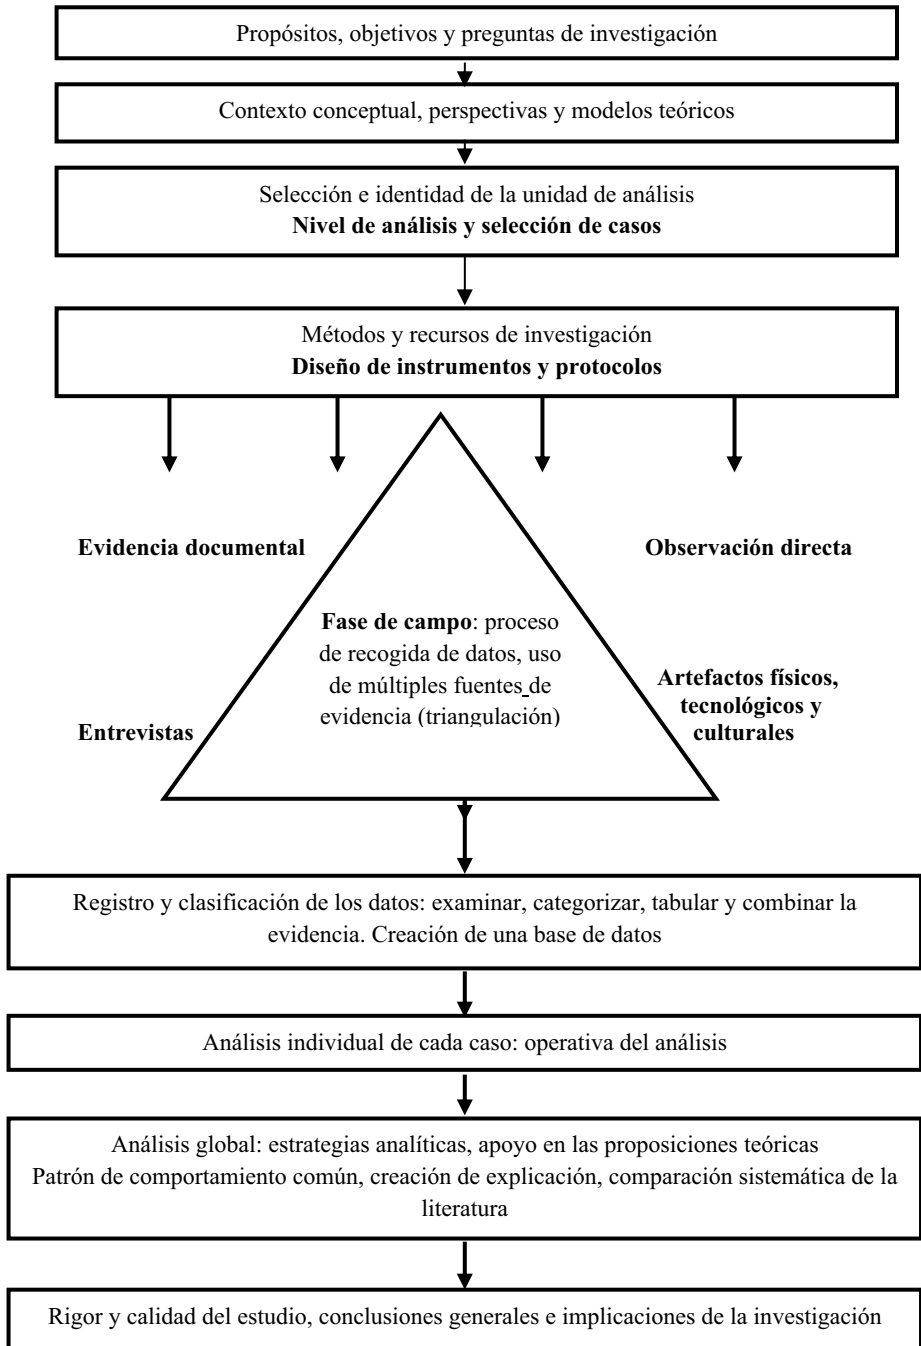 Propósitos, objetivos y preguntas de investigación
Contexto conceptual, perspectivas y modelos teóricos
Selección e identidad de la unidad de análisis
Nivel de análisis y selección de casos
Métodos y recursos de investigación
Diseño de instrumentos y protocolos
Evidencia documental
Observación directa
Fase de campo: proceso
de recogida de datos, uso
de múltiples fuentes de
evidencia (triangulación)
Entrevistas
Artefactos físicos,
tecnológicos y
culturales
Registro y clasificación de los datos: examinar, categorizar, tabular y combinar la
evidencia. Creación de una base de datos
Análisis individual de cada caso: operativa del análisis
Análisis global: estrategias analíticas, apoyo en las proposiciones teóricas
Patrón de comportamiento común, creación de explicación, comparación sistemática de la
literatura
Rigor y calidad del estudio, conclusiones generales e implicaciones de la investigación